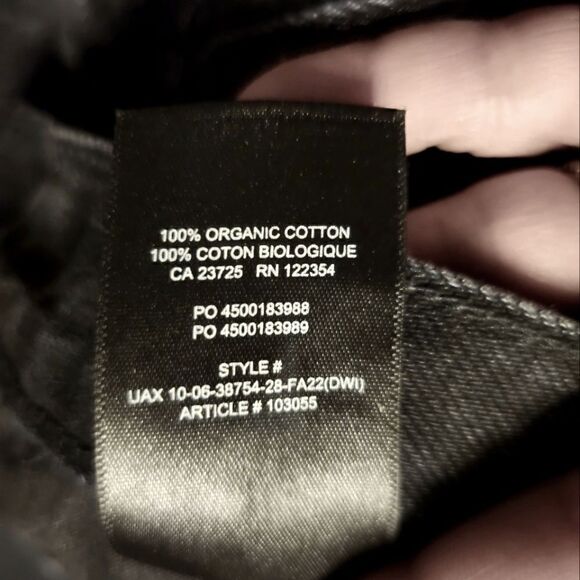 100% ORGANIC COTTON
100% COTON BIOLOGIQUE
CA 23725 RN 122354
PO 4500183988
PO 4500183989
STYLE #
UAX 10-06-38754-28-FA22(DWI)
ARTICLE # 103055